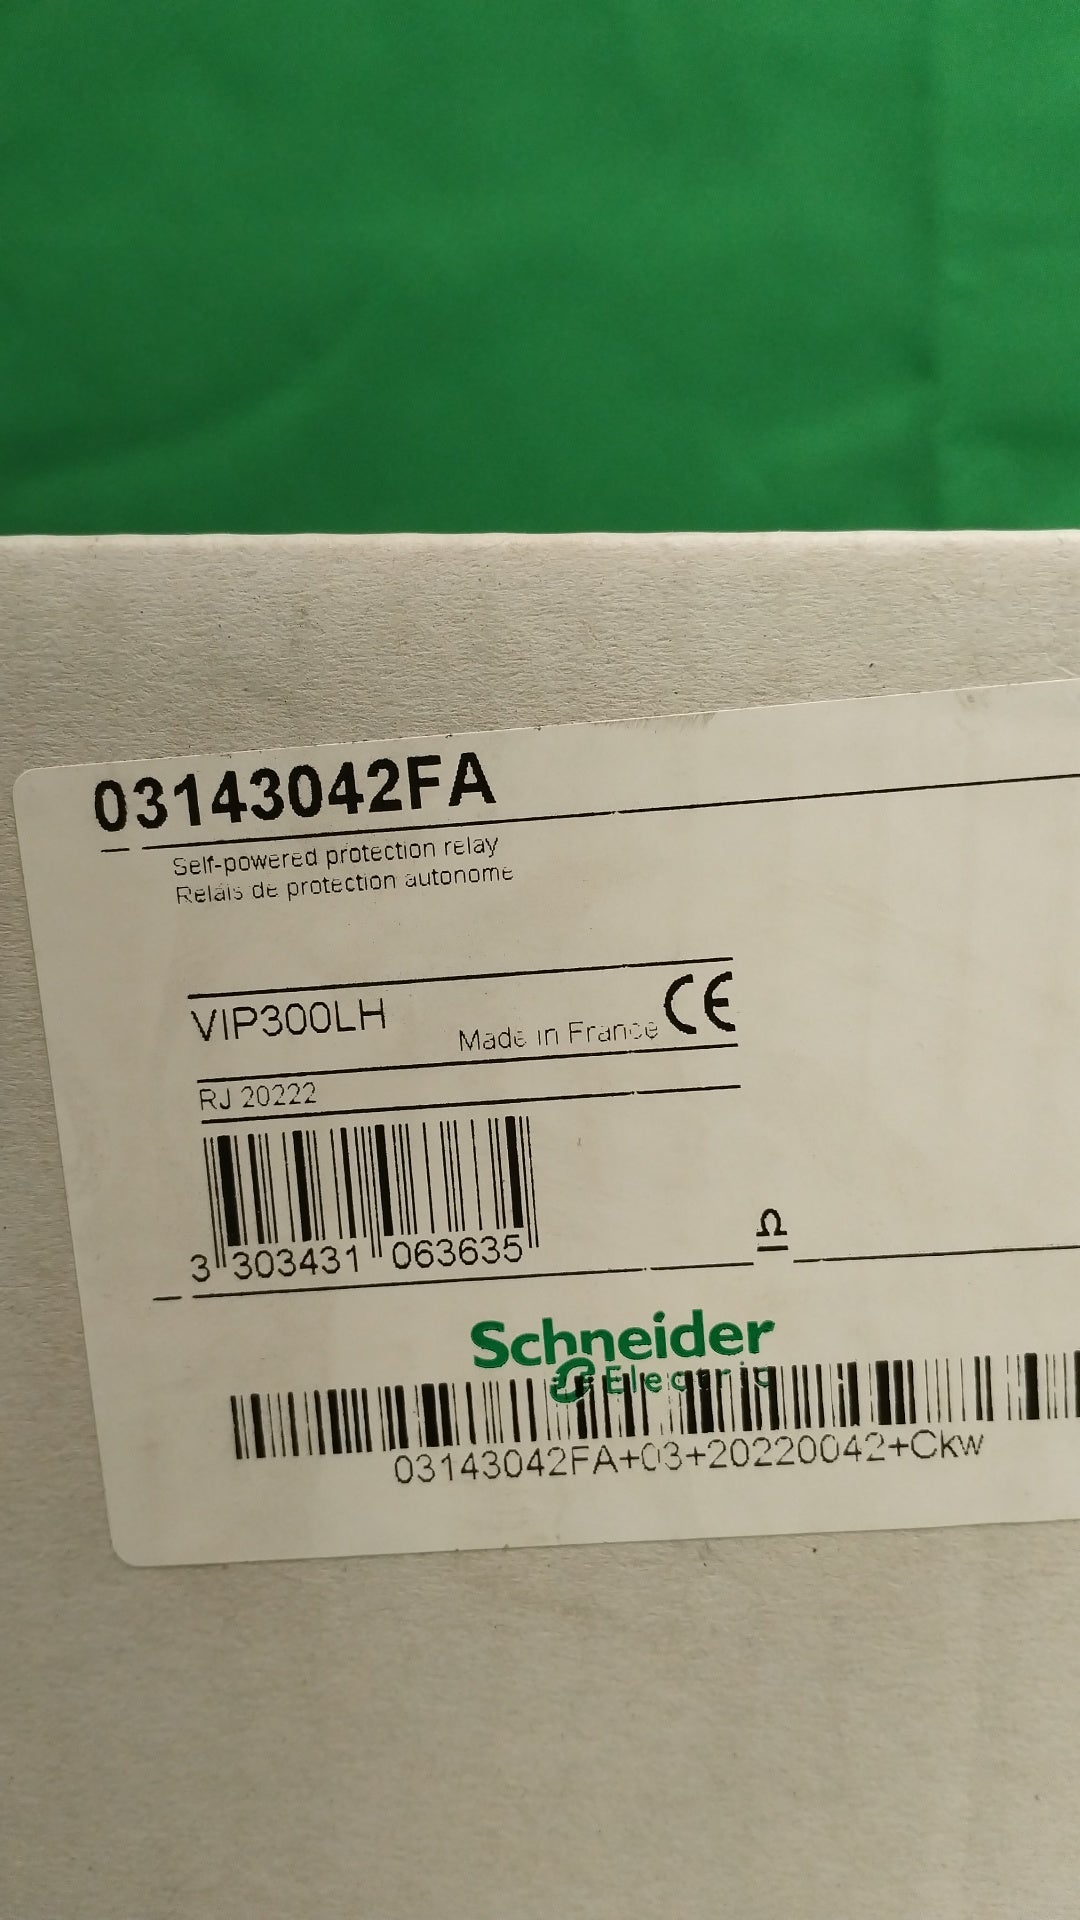 03143042FA
Self-powered protection relay
Relais de protection autonome
VIP300LH
Made in France CE
RJ 20222
3 303431 063635
Ω
Schneider
Electric
03143042FA+03+20220042+Ckw